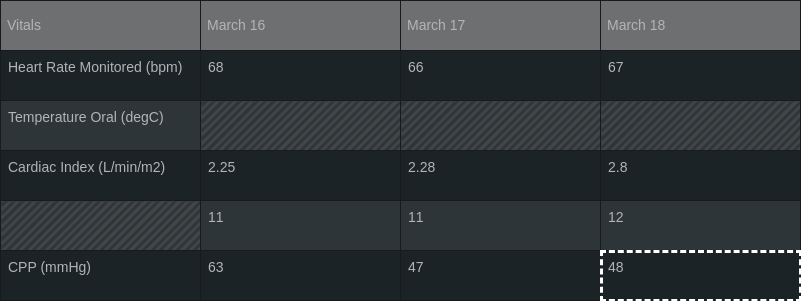 Vitals March 16 March 17 March 18
Heart Rate Monitored (bpm) 68 66 67
Temperature Oral (degC)
Cardiac Index (L/min/m2) 2.25 2.28 2.8
11 11 12
CPP (mmHg) 63 47 48